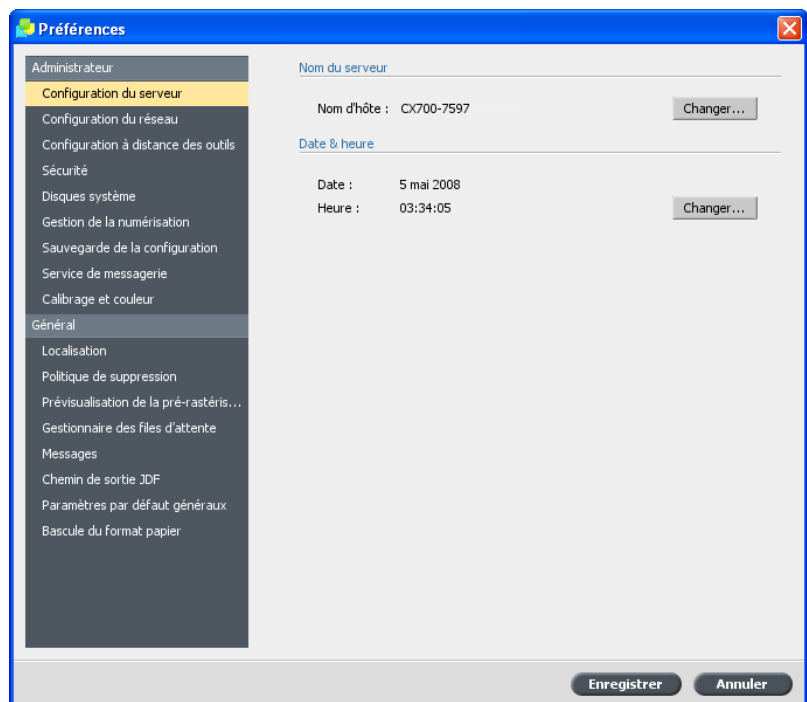 Préférences
Administrateur
Configuration du serveur
Configuration du réseau
Configuration à distance des outils
Sécurité
Disques système
Gestion de la numérisation
Sauvegarde de la configuration
Service de messagerie
Calibrage et couleur
Général
Localisation
Politique de suppression
Prévisualisation de la pré-rastéris...
Gestionnaire des files d'attente
Messages
Chemin de sortie JDF
Paramètres par défaut généraux
Bascule du format papier
Nom du serveur
Nom d'hôte : CX700-7597 Changer...
Date & heure
Date : 5 mai 2008
Heure : 03:34:05 Changer...
Enregistrer Annuler